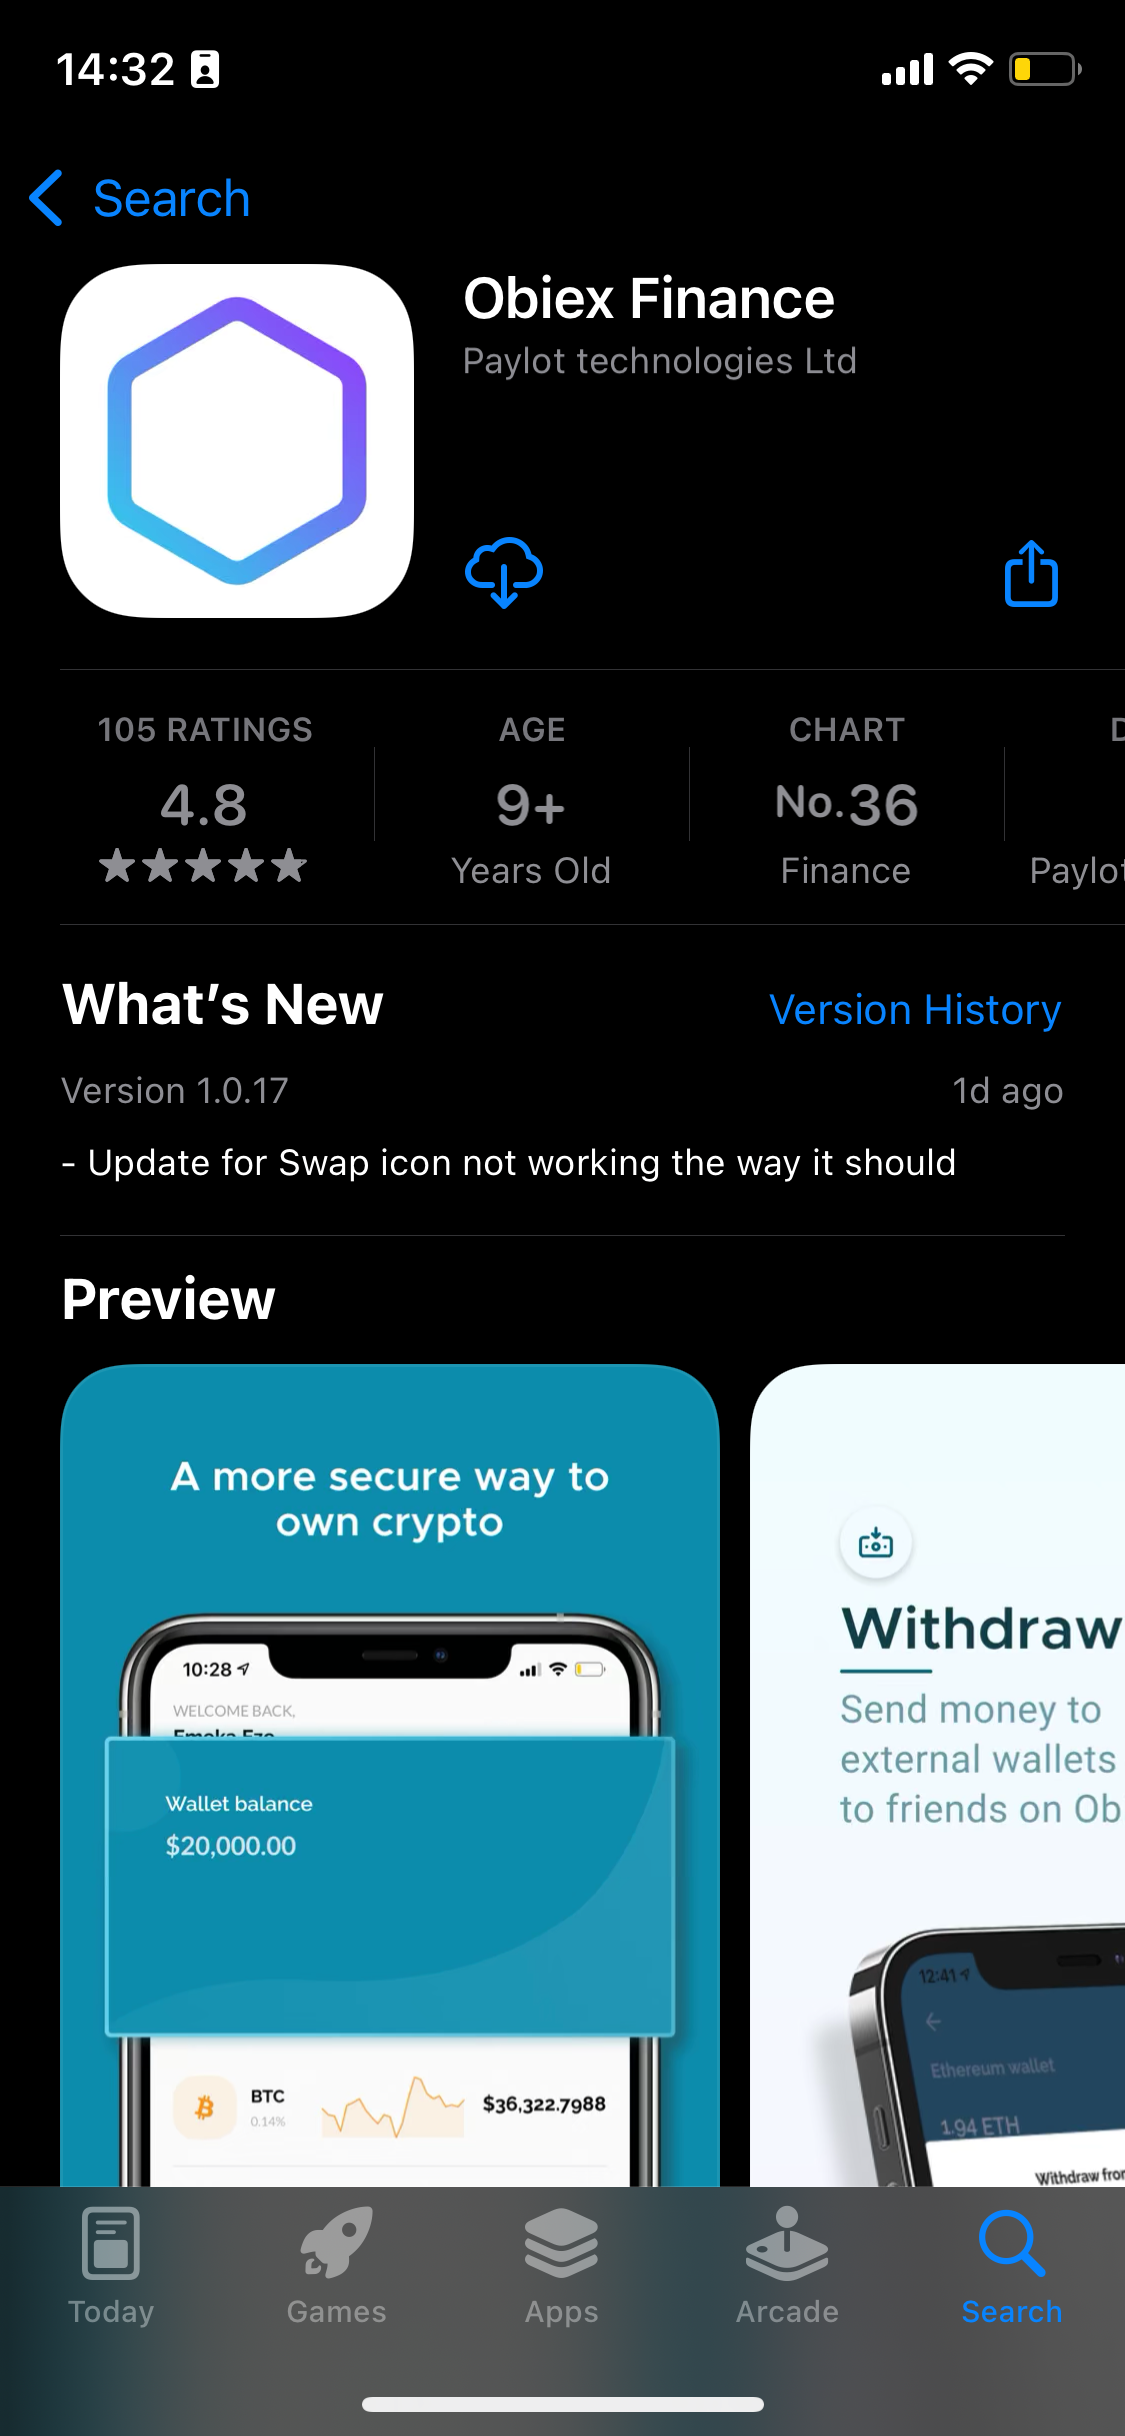 14:32
Search
Obiex Finance
Paylot technologies Ltd
105 RATINGS
4.8
AGE
9+
Years Old
CHART
No.36
Finance
Paylot
What's New
Version History
Version 1.0.17
1d ago
- Update for Swap icon not working the way it should
Preview
A more secure way to
own crypto
10:28
WELCOME BACK,
Emeka Eze
Wallet balance
$20,000.00
BTC
0.14%
$36,322.7988
Withdraw
Send money to
external wallets
to friends on Ob
12:41
Ethereum wallet
1.94 ETH
Withdraw from
Today
Games
Apps
Arcade
Search